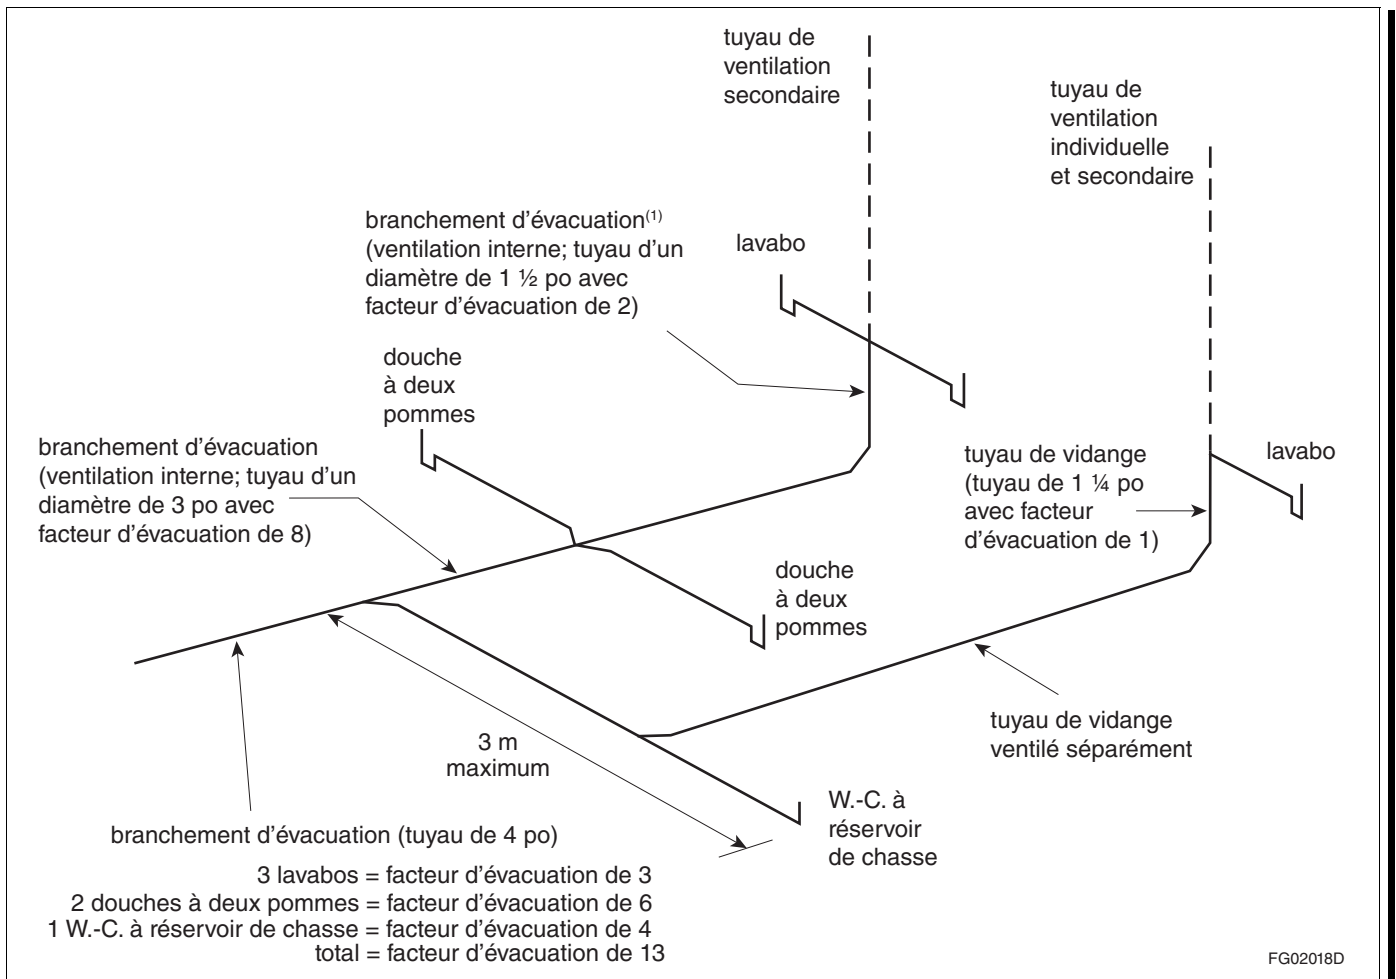 tuyau de
ventilation
secondaire
tuyau de
ventilation
individuelle
et secondaire
branchement d'évacuation(1)
(ventilation interne; tuyau d'un
diamètre de 1 ½ po avec
facteur d'évacuation de 2)
lavabo
douche
à deux
pommes
branchement d'évacuation
(ventilation interne; tuyau d'un
diamètre de 3 po avec
facteur d'évacuation de 8)
tuyau de vidange
(tuyau de 1 ¼ po
avec facteur
d'évacuation de 1)
lavabo
douche
à deux
pommes
tuyau de vidange
ventilé séparément
3 m
maximum
W.-C. à
réservoir
de chasse
branchement d'évacuation (tuyau de 4 po)
3 lavabos = facteur d'évacuation de 3
2 douches à deux pommes = facteur d'évacuation de 6
1 W.-C. à réservoir de chasse = facteur d'évacuation de 4
total = facteur d'évacuation de 13
FG02018D